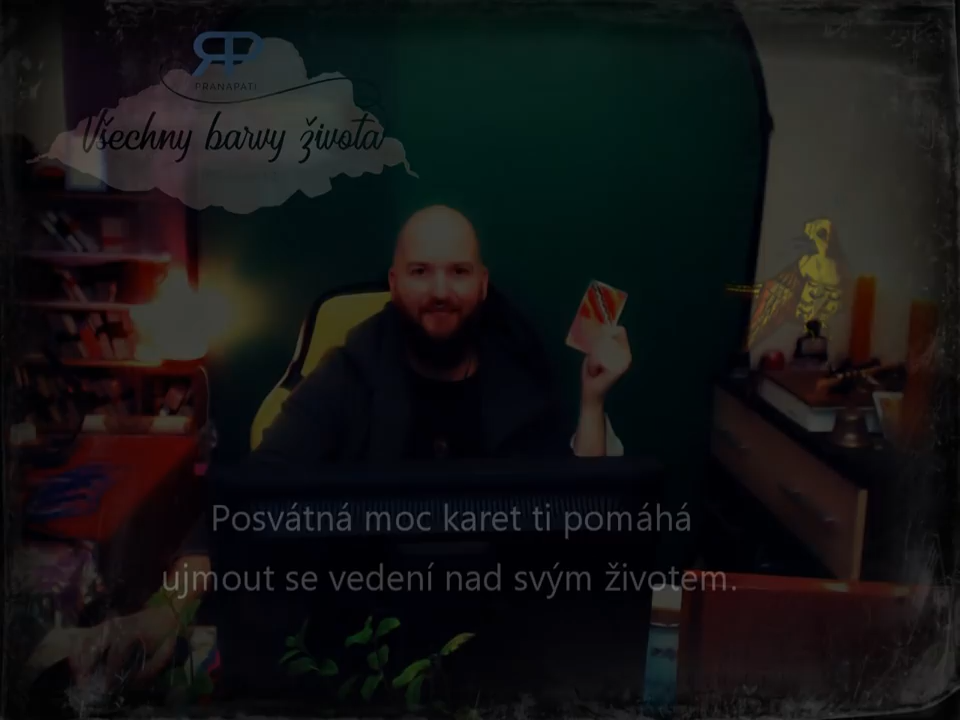 PRANAPATI
Všechny barvy života
Posvátná moc karet ti pomáhá
ujmout se vedení nad svým životem.